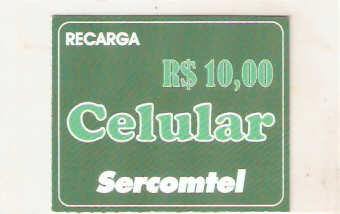 RECARGA
R$ 10,00
Celular
Sercomtel